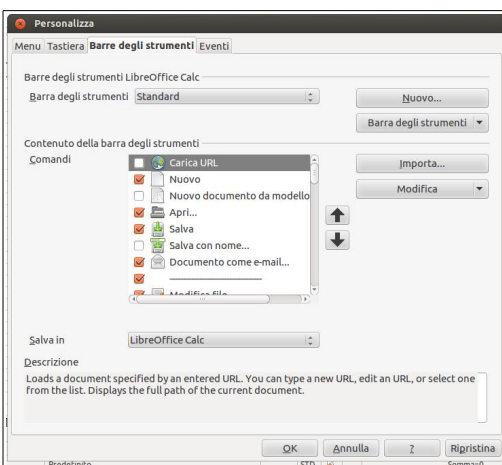 Personalizza
Menu Tastiera Barre degli strumenti Eventi
Barre degli strumenti LibreOffice Calc
Barra degli strumenti Standard
Nuovo...
Barra degli strumenti
Contenuto della barra degli strumenti
Comandi
Carica URL
Nuovo
Nuovo documento da modello
Apri...
Salva
Salva con nome...
Documento come e-mail...
Modifica file
Importa...
Modifica
Salva in LibreOffice Calc
Descrizione
Loads a document specified by an entered URL. You can type a new URL, edit an URL, or select one
from the list. Displays the full path of the current document.
OK Annulla ? Ripristina
Predefinito STD Somma=0